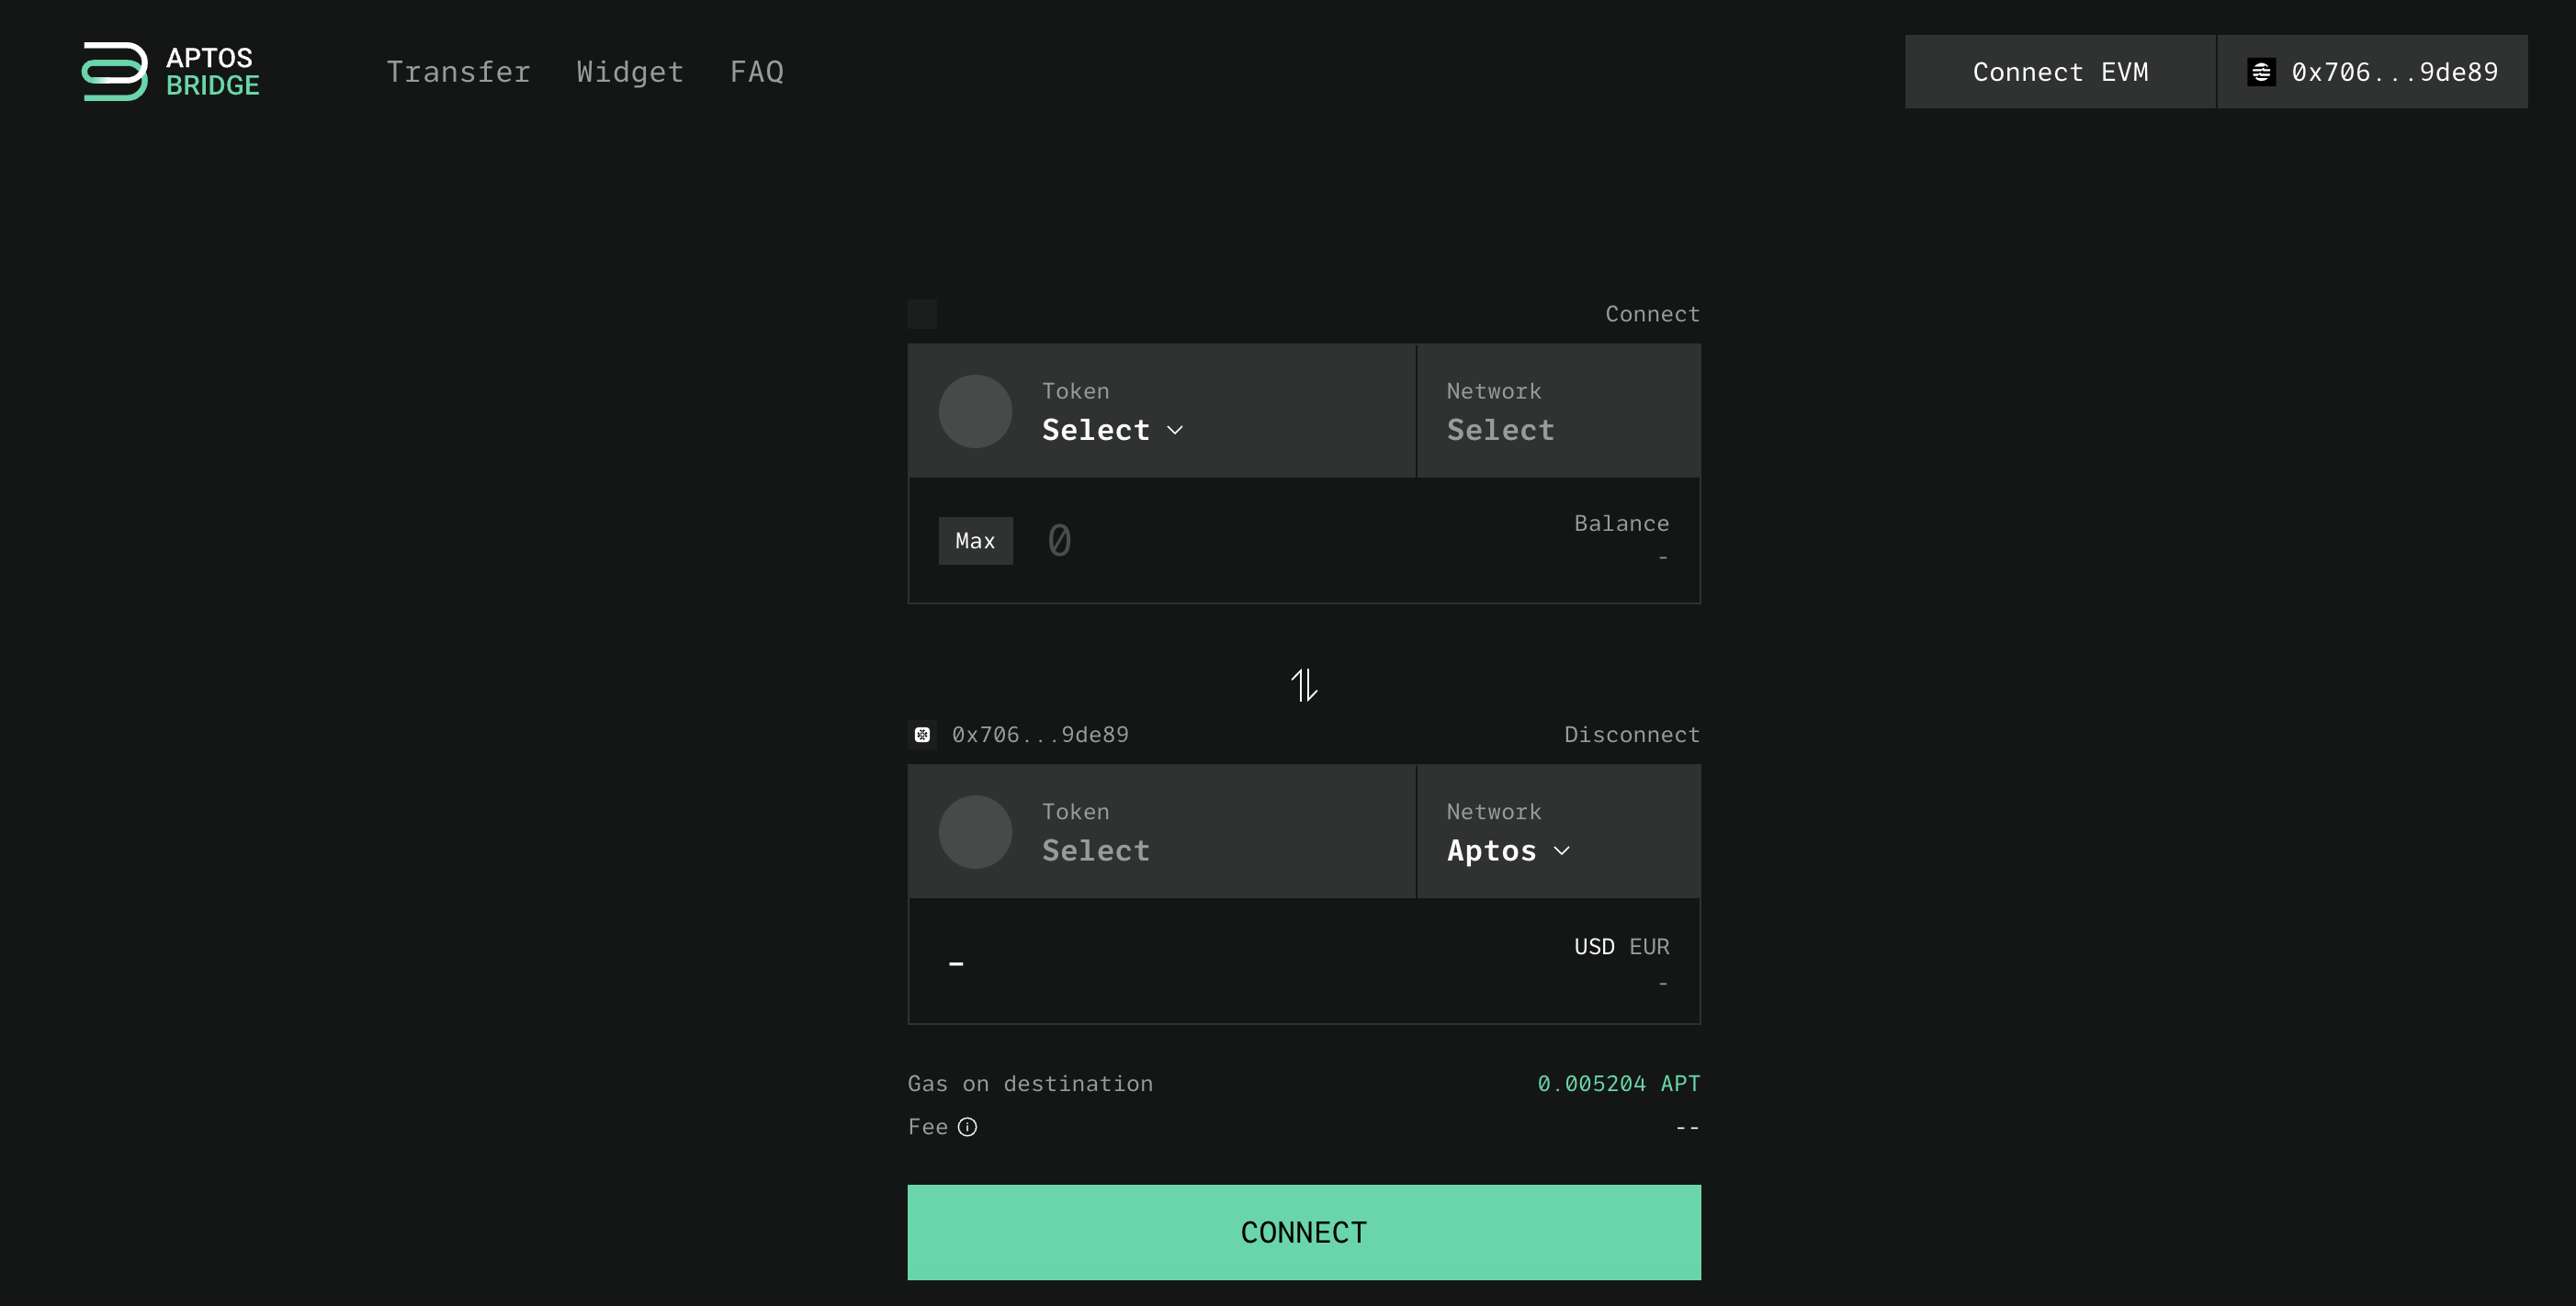 APTOS
BRIDGE
Transfer Widget FAQ
Connect EVM 0x706...9de89
Connect
Token Network
Select Select
Max 0 Balance
-
0x706...9de89 Disconnect
Token Network
Select Aptos
- USD EUR
-
Gas on destination 0.005204 APT
Fee --
CONNECT